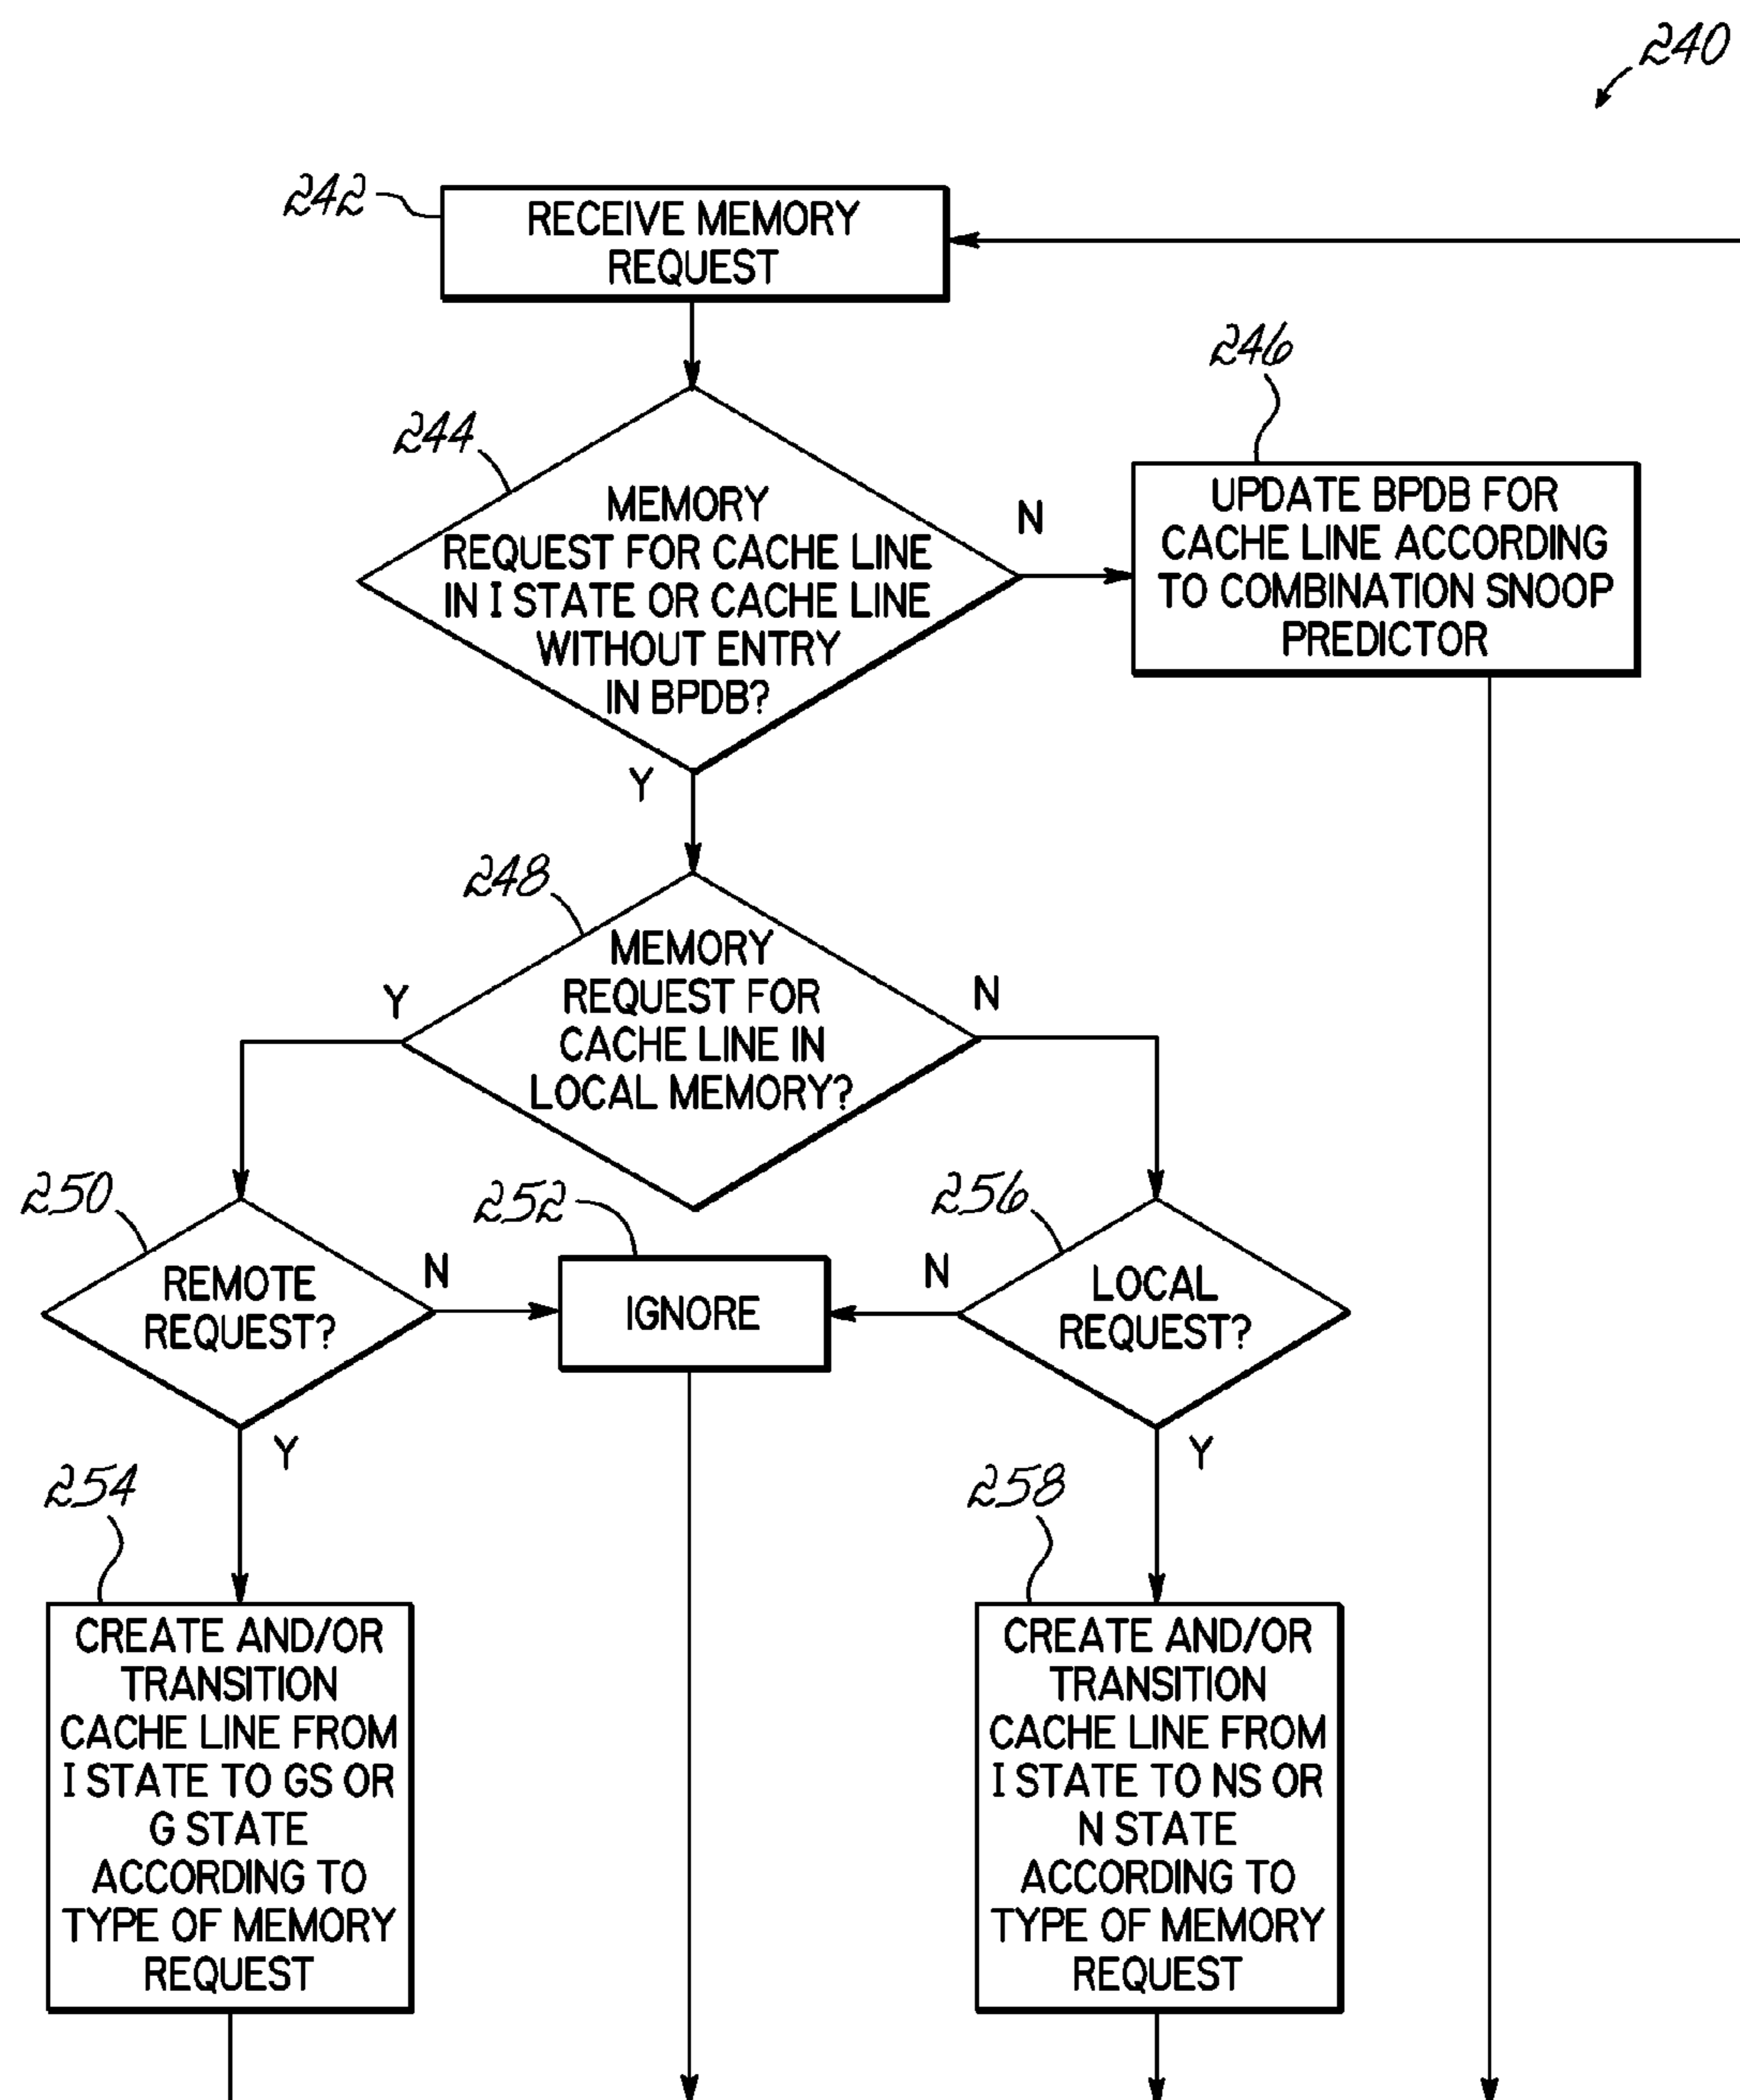 240
242
RECEIVE MEMORY
REQUEST
244
MEMORY
REQUEST FOR CACHE LINE
IN I STATE OR CACHE LINE
WITHOUT ENTRY
IN BPDB?
N
246
UPDATE BPDB FOR
CACHE LINE ACCORDING
TO COMBINATION SNOOP
PREDICTOR
Y
248
MEMORY
REQUEST FOR
CACHE LINE IN
LOCAL MEMORY?
Y
N
250
REMOTE
REQUEST?
N
252
IGNORE
256
N
LOCAL
REQUEST?
Y
Y
254
CREATE AND/OR
TRANSITION
CACHE LINE FROM
I STATE TO GS OR
G STATE
ACCORDING TO
TYPE OF MEMORY
REQUEST
258
CREATE AND/OR
TRANSITION
CACHE LINE FROM
I STATE TO NS OR
N STATE
ACCORDING TO
TYPE OF MEMORY
REQUEST